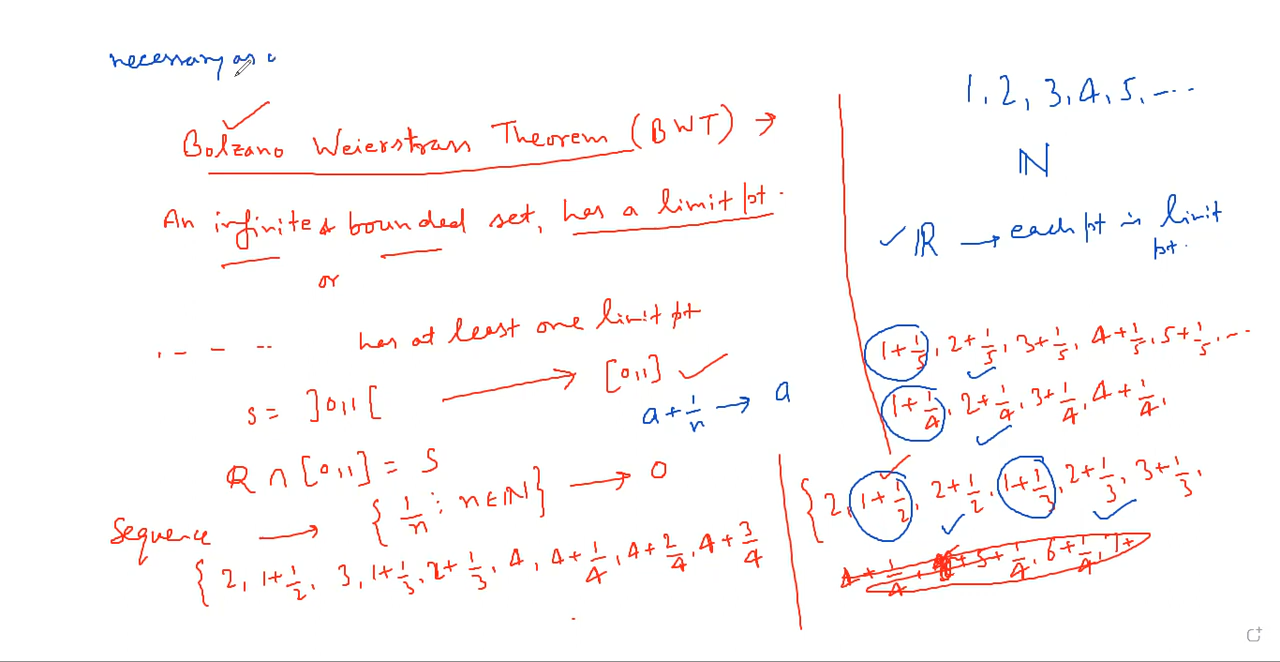 necessary as
Bolzano Weierstrass Theorem (BWT) →
An infinite & bounded set, has a limit pt.
or
. - - -- has at least one limit pt
S = ]0,1[ → [0,1] ✓
a + 1/n → a
R ∩ [0,1] = S
Sequence → { 1/n : n∈ℕ } → 0
{ 2, 1+1/2, 3, 1+1/3, 2+1/3, 4, 4+1/4, 4+2/4, 4+3/4
1, 2, 3, 4, 5, ---
ℕ
✓ ℝ → each pt is limit
pt.
1+1/5, 2+1/5, 3+1/5, 4+1/5, 5+1/5, --
1+1/4, 2+1/4, 3+1/4, 4+1/4,
{ 2, 1+1/2, 2+1/2, 1+1/3, 2+1/3, 3+1/3,